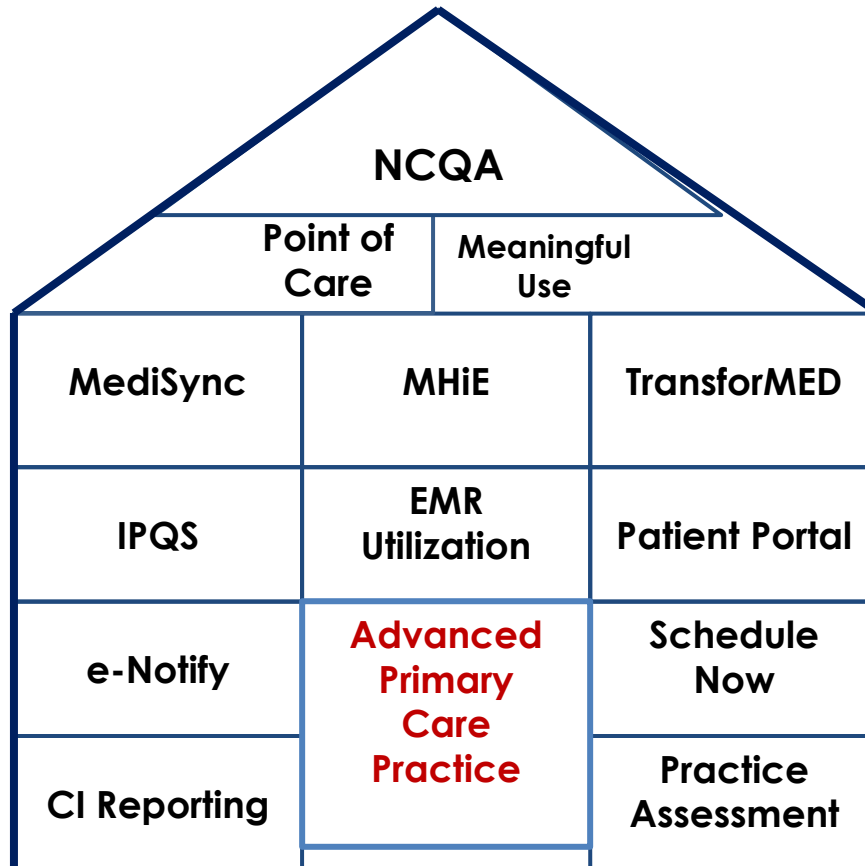 NCQA
Point of
Care
Meaningful
Use
MediSync
MHiE
TransforMED
IPQS
EMR
Utilization
Patient Portal
e-Notify
Advanced
Primary
Care
Practice
Schedule
Now
CI Reporting
Practice
Assessment